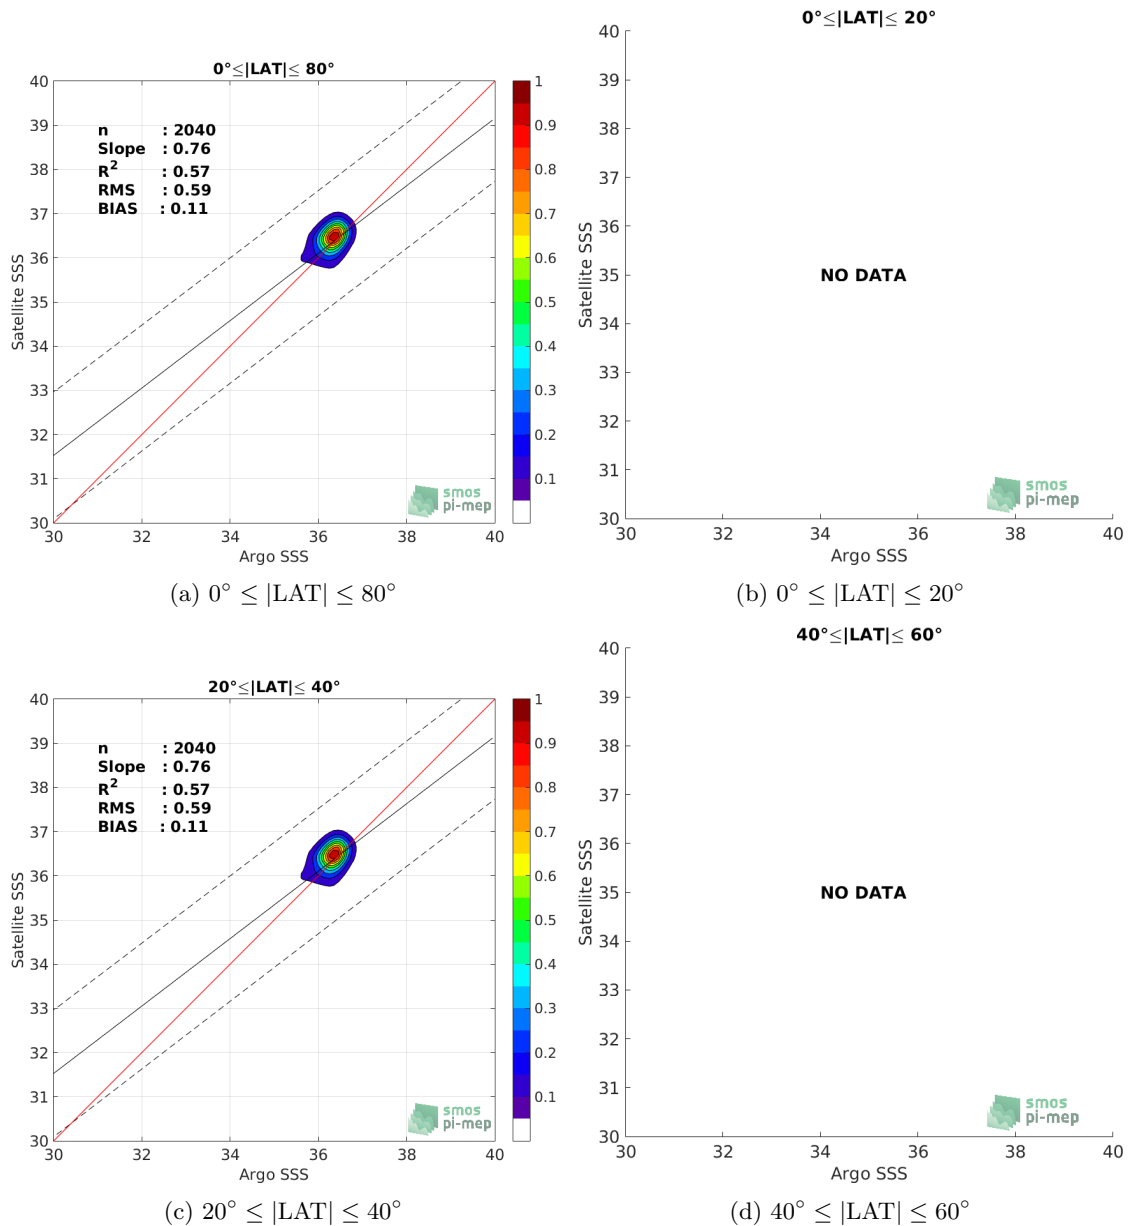 0°≤|LAT|≤ 80°
n : 2040
Slope : 0.76
R² : 0.57
RMS : 0.59
BIAS : 0.11
40
39
38
37
36
35
34
33
32
31
30
Satellite SSS
30 32 34 36 38 40
Argo SSS
1
0.9
0.8
0.7
0.6
0.5
0.4
0.3
0.2
0.1
smos
pi-mep
(a) 0° ≤ |LAT| ≤ 80°
0°≤|LAT|≤ 20°
40
39
38
37
36
35
34
33
32
31
30
Satellite SSS
NO DATA
30 32 34 36 38 40
Argo SSS
smos
pi-mep
(b) 0° ≤ |LAT| ≤ 20°
20°≤|LAT|≤ 40°
n : 2040
Slope : 0.76
R² : 0.57
RMS : 0.59
BIAS : 0.11
40
39
38
37
36
35
34
33
32
31
30
Satellite SSS
30 32 34 36 38 40
Argo SSS
1
0.9
0.8
0.7
0.6
0.5
0.4
0.3
0.2
0.1
smos
pi-mep
(c) 20° ≤ |LAT| ≤ 40°
40°≤|LAT|≤ 60°
40
39
38
37
36
35
34
33
32
31
30
Satellite SSS
NO DATA
30 32 34 36 38 40
Argo SSS
smos
pi-mep
(d) 40° ≤ |LAT| ≤ 60°